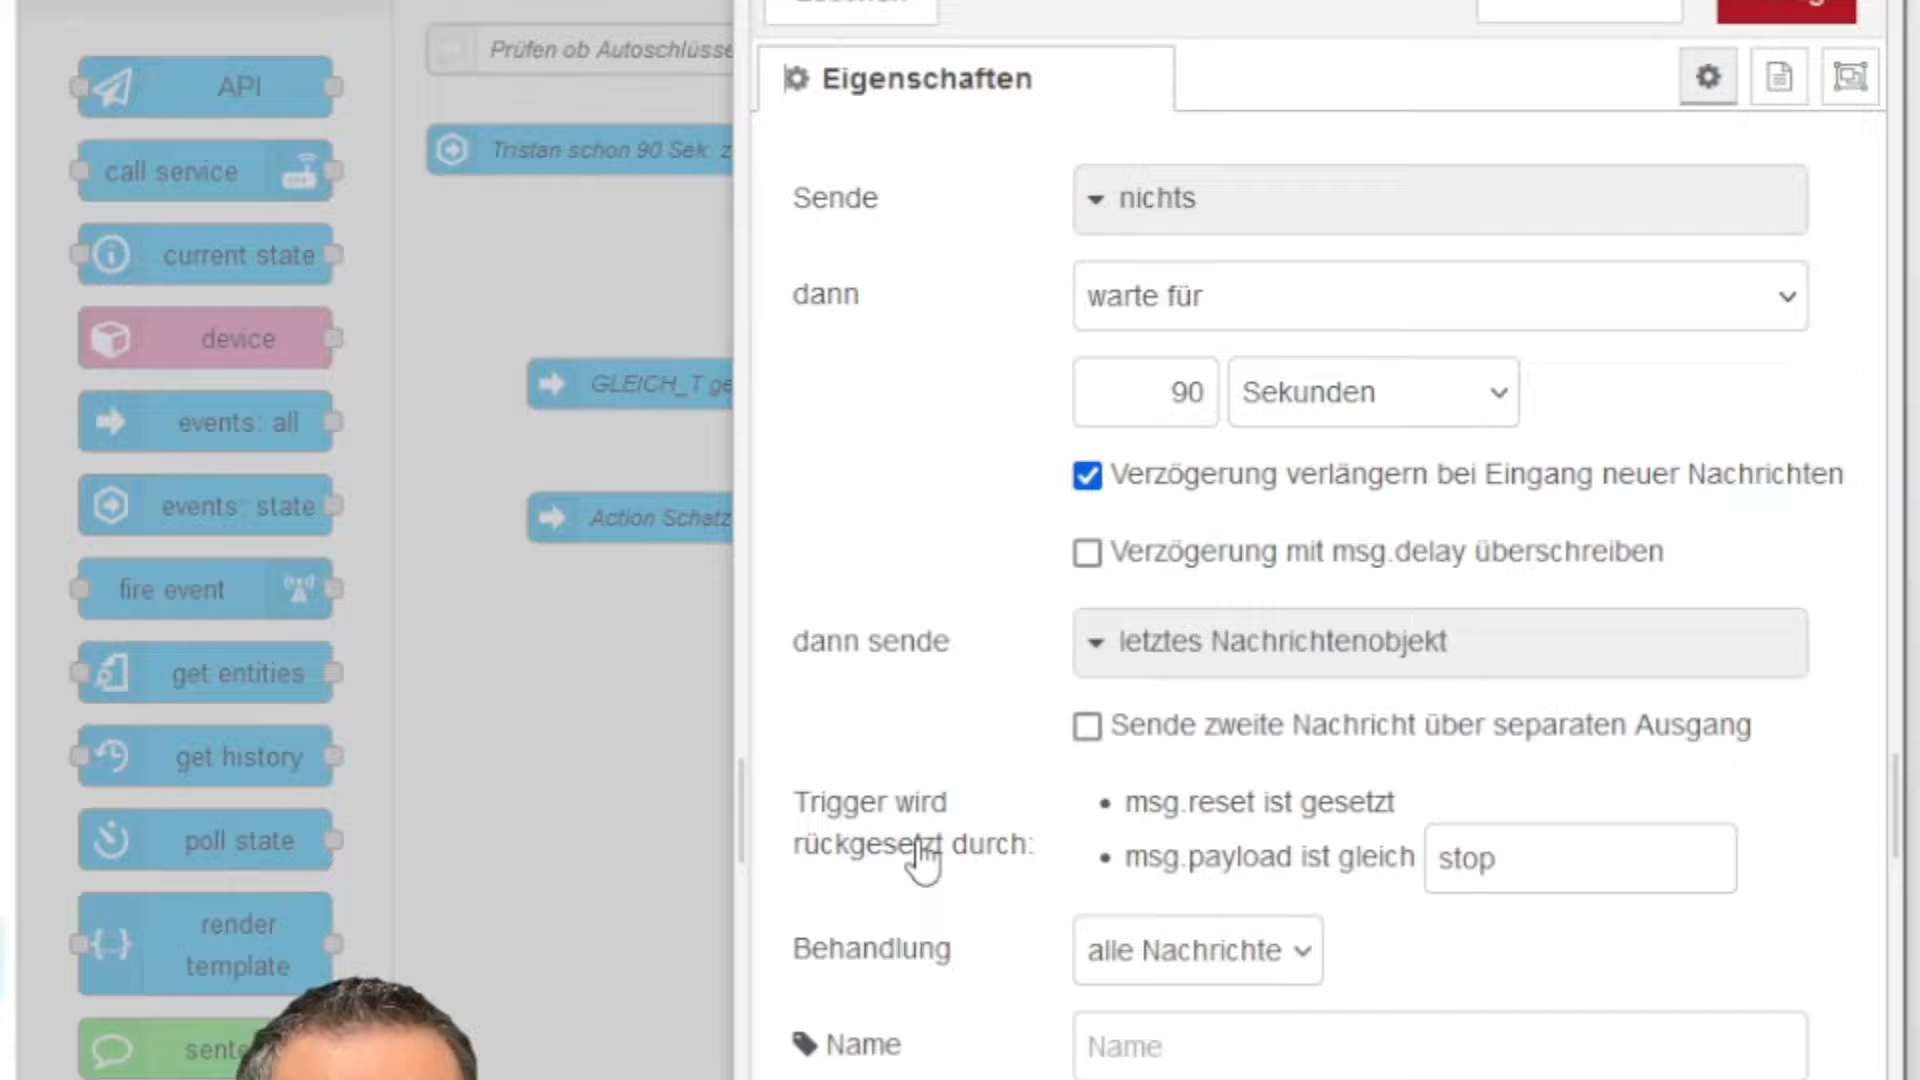 API
call service
current state
device
events: all
events: state
fire event
get entities
get history
poll state
render
template
Prüfen ob Autoschlüsse
Tristan schon 90 Sek. z
GLEICH_T ge
Action Schatz
Eigenschaften
Sende
nichts
dann
warte für
90 Sekunden
Verzögerung verlängern bei Eingang neuer Nachrichten
Verzögerung mit msg.delay überschreiben
dann sende
letztes Nachrichtenobjekt
Sende zweite Nachricht über separaten Ausgang
Trigger wird
rückgesetzt durch:
• msg.reset ist gesetzt
• msg.payload ist gleich stop
Behandlung
alle Nachrichte
Name
Name